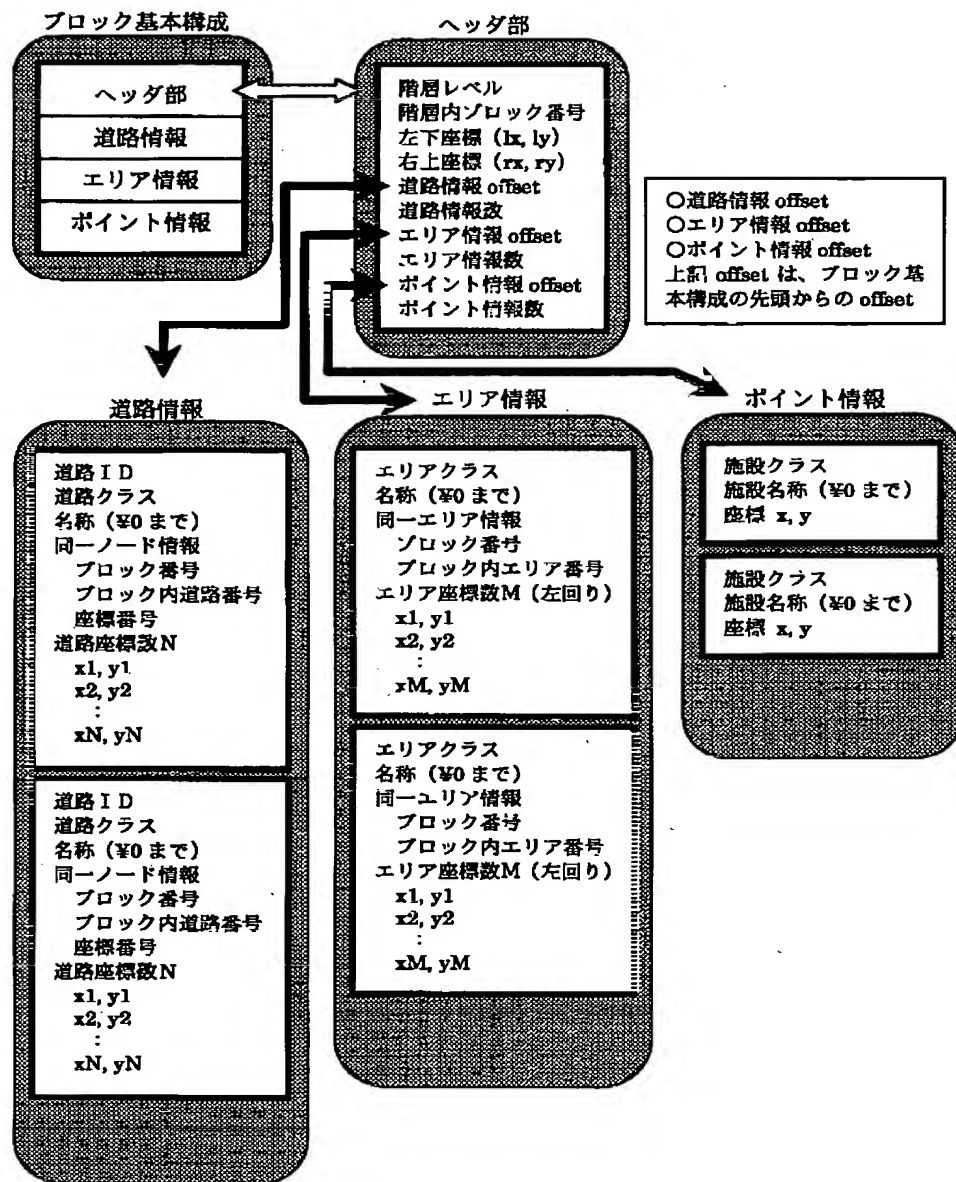 ブロック基本構成
ヘッダ部
道路情報
エリア情報
ポイント情報
ヘッダ部
階層レベル
階層内ブロック番号
左下座標 (lx, ly)
右上座標 (rx, ry)
道路情報 offset
道路情報数
エリア情報 offset
エリア情報数
ポイント情報 offset
ポイント情報数
○道路情報 offset
○エリア情報 offset
○ポイント情報 offset
上記 offset は、ブロック基
本構成の先頭からの offset
道路情報
道路ID
道路クラス
名称 (¥0 まで)
同一ノード情報
ブロック番号
ブロック内道路番号
座標番号
道路座標数N
x1, y1
x2, y2
:
xN, yN
道路ID
道路クラス
名称 (¥0 まで)
同一ノード情報
ブロック番号
ブロック内道路番号
座標番号
道路座標数N
x1, y1
x2, y2
:
xN, yN
エリア情報
エリアクラス
名称 (¥0 まで)
同一エリア情報
ブロック番号
ブロック内エリア番号
エリア座標数M (左回り)
x1, y1
x2, y2
:
xM, yM
エリアクラス
名称 (¥0 まで)
同一エリア情報
ブロック番号
ブロック内エリア番号
エリア座標数M (左回り)
x1, y1
x2, y2
:
xM, yM
ポイント情報
施設クラス
施設名称 (¥0 まで)
座標 x, y
施設クラス
施設名称 (¥0 まで)
座標 x, y